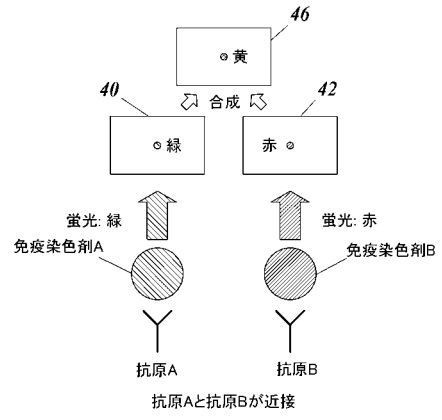 46
黄
40
合成
42
緑
赤
蛍光: 緑
蛍光: 赤
免疫染色剤A
免疫染色剤B
抗原A
抗原B
抗原Aと抗原Bが近接